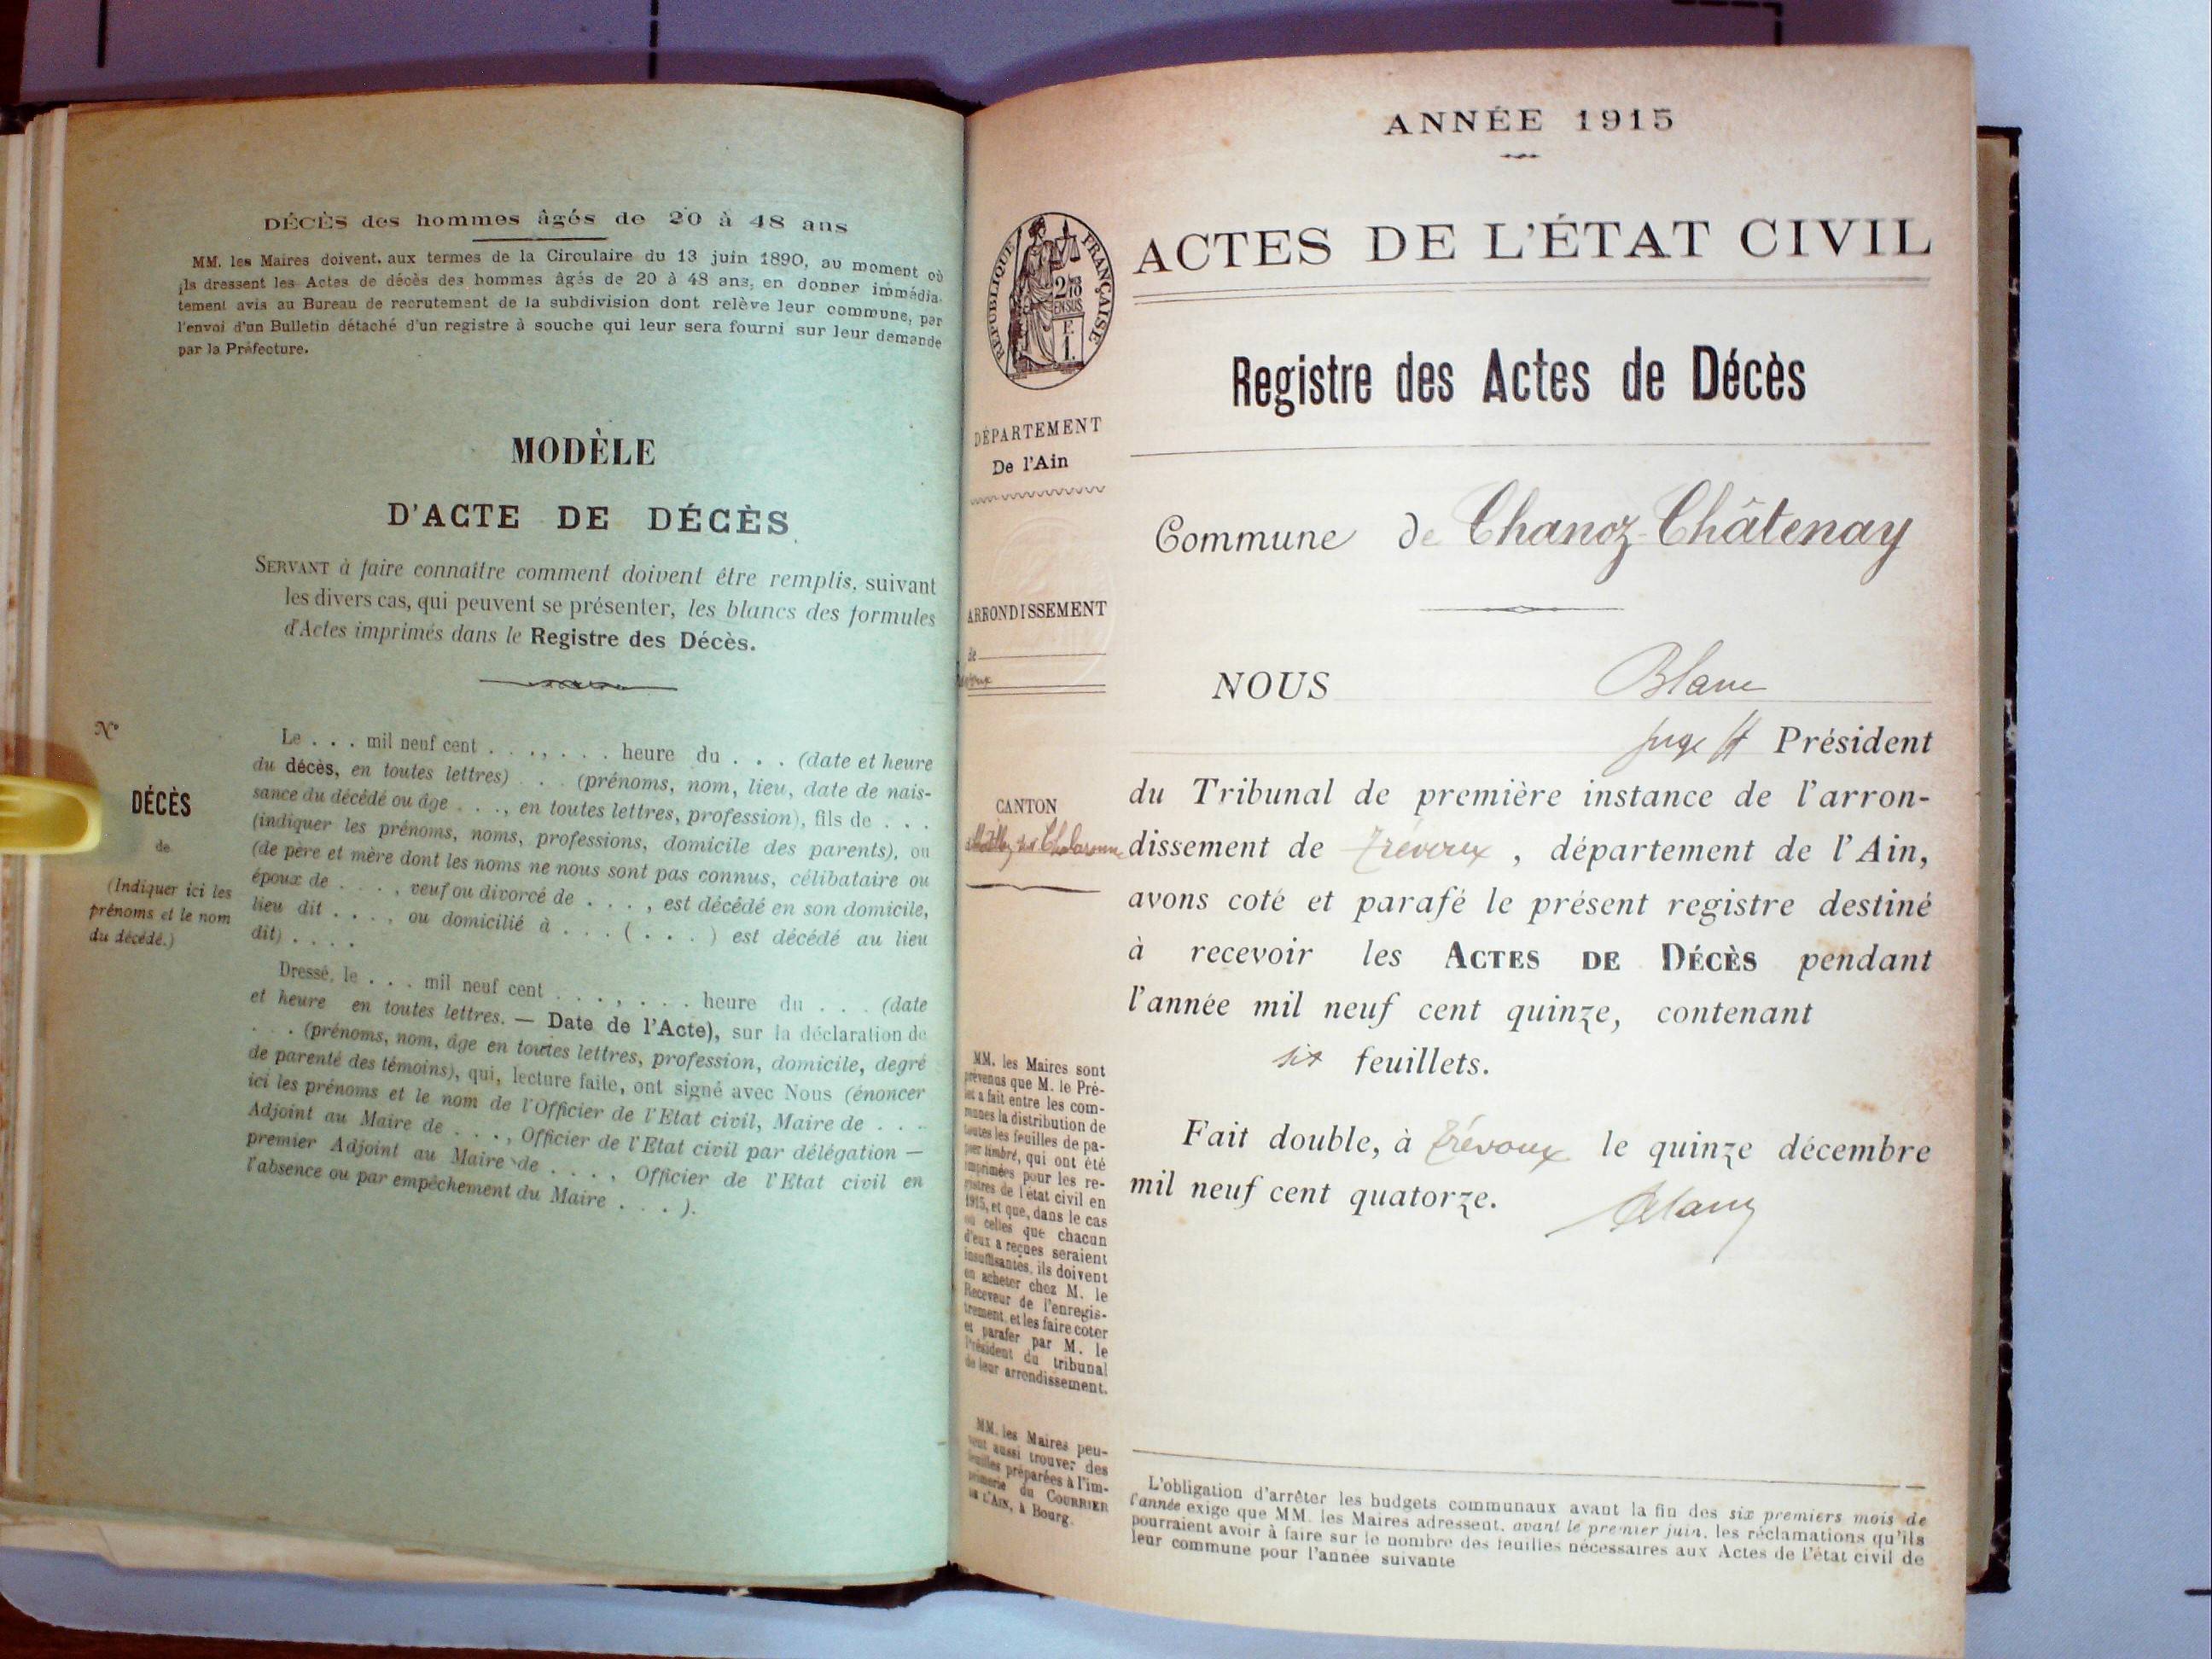 DÉCÈS des hommes âgés de 20 à 48 ans
MM. les Maires doivent, aux termes de la Circulaire du 13 juin 1890, au moment où
ils dressent les Actes de décès des hommes âgés de 20 à 48 ans, en donner immédia-
tement avis au Bureau de recrutement de la subdivision dont relève leur commune, par
l'envoi d'un Bulletin détaché d'un registre à souche qui leur sera fourni sur leur demande
par la Préfecture.
MODÈLE
D'ACTE DE DÉCÈS
SERVANT à faire connaître comment doivent être remplis, suivant
les divers cas, qui peuvent se présenter, les blancs des formules
d'Actes imprimés dans le Registre des Décès.
N°
DÉCÈS
de
(Indiquer ici les
prénoms et le nom
du décédé.)
Le . . . mil neuf cent . . . , . . . heure du . . . (date et heure
du décès, en toutes lettres) . . . (prénoms, nom, lieu, date de nais-
sance du décédé ou âge . . ., en toutes lettres, profession), fils de . . .
(indiquer les prénoms, noms, professions, domicile des parents), ou
(de père et mère dont les noms ne nous sont pas connus, célibataire ou
époux de . . . . , veuf ou divorcé de . . . . , est décédé en son domicile,
lieu dit . . . . , ou domicilié à . . . ( . . . ) est décédé au lieu
dit) . . . .
Dressé, le . . . mil neuf cent . . . , . . . heure du . . . (date
et heure en toutes lettres. — Date de l'Acte), sur la déclaration de
. . . (prénoms, nom, âge en toutes lettres, profession, domicile, degré
de parenté des témoins), qui, lecture faite, ont signé avec Nous (énoncer
ici les prénoms et le nom de l'Officier de l'Etat civil, Maire de . . .
Adjoint au Maire de . . ., Officier de l'Etat civil par délégation —
premier Adjoint au Maire de . . . . , Officier de l'Etat civil en
l'absence ou par empêchement du Maire . . . ).
ANNÉE 1915
RÉPUBLIQUE FRANÇAISE
ACTES DE L'ÉTAT CIVIL
Registre des Actes de Décès
DÉPARTEMENT
De l'Ain
Commune de Chanoz-Châtenay
ARRONDISSEMENT
de
NOUS Blanc
juge ff Président
du Tribunal de première instance de l'arron-
dissement de Trévoux , département de l'Ain,
avons coté et parafé le présent registre destiné
à recevoir les ACTES DE DÉCÈS pendant
l'année mil neuf cent quinze, contenant
six feuillets.
Fait double, à Trévoux le quinze décembre
mil neuf cent quatorze.
Blanc
CANTON
Châtillon sur Chalaronne
MM. les Maires sont
prévenus que M. le Pré-
fet a fait entre les com-
munes la distribution de
toutes les feuilles de pa-
pier timbré, qui ont été
imprimées pour les re-
gistres de l'état civil en
1915, et que, dans le cas
où celles que chacun
d'eux a reçues seraient
insuffisantes, ils doivent
en acheter chez M. le
Receveur de l'enregis-
trement, et les faire coter
et parafer par M. le
Président du tribunal
de leur arrondissement.
MM. les Maires peu-
vent aussi trouver des
feuilles préparées à l'im-
primerie du COURRIER
DE L'AIN, à Bourg.
L'obligation d'arrêter les budgets communaux avant la fin des six premiers mois de
l'année exige que MM. les Maires adressent, avant le premier juin, les réclamations qu'ils
pourraient avoir à faire sur le nombre des feuilles nécessaires aux Actes de l'état civil de
leur commune pour l'année suivante